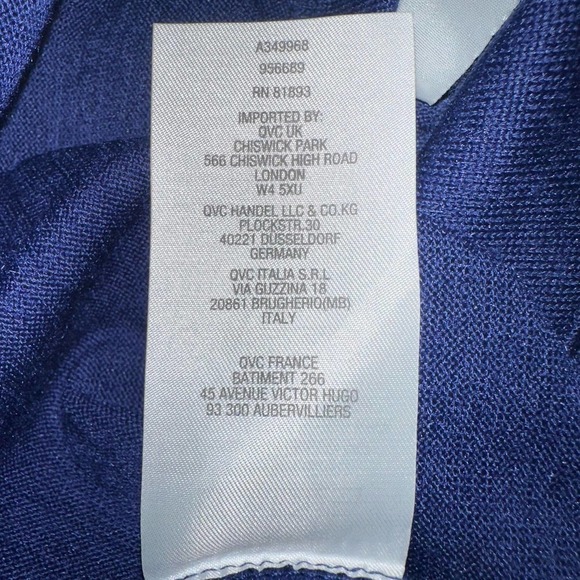 A349968
956689
RN 81893
IMPORTED BY:
QVC UK
CHISWICK PARK
566 CHISWICK HIGH ROAD
LONDON
W4 5XU
QVC HANDEL LLC & CO.KG
PLOCKSTR.30
40221 DÜSSELDORF
GERMANY
QVC ITALIA S.R.L
VIA GUZZINA 18
20861 BRUGHERIO(MB)
ITALY
QVC FRANCE
BATIMENT 266
45 AVENUE VICTOR HUGO
93 300 AUBERVILLIERS